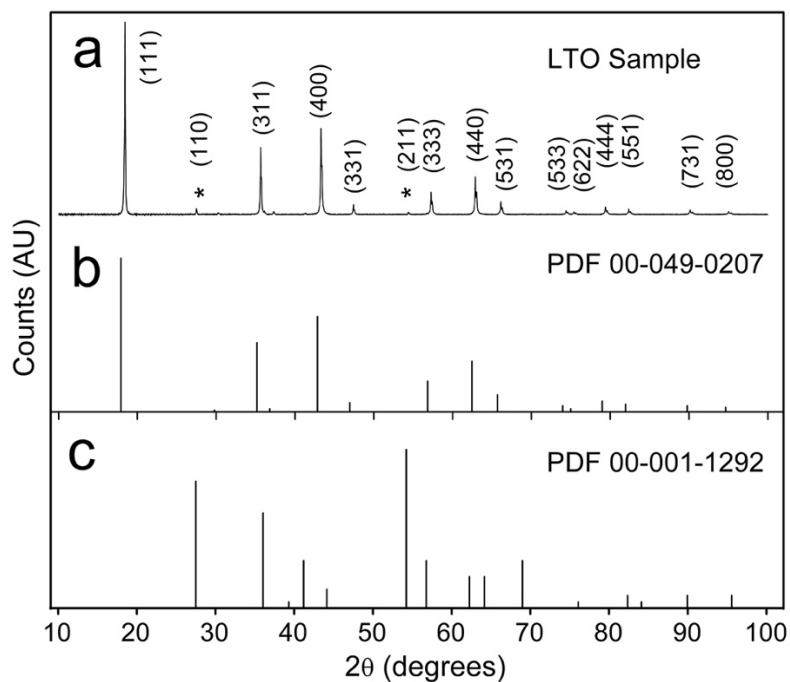 a
LTO Sample
(111)
(110)
*
(311)
(400)
(331)
(211)
*
(333)
(440)
(531)
(533)
(622)
(444)
(551)
(731)
(800)
b
PDF 00-049-0207
c
PDF 00-001-1292
Counts (AU)
10 20 30 40 50 60 70 80 90 100
2θ (degrees)